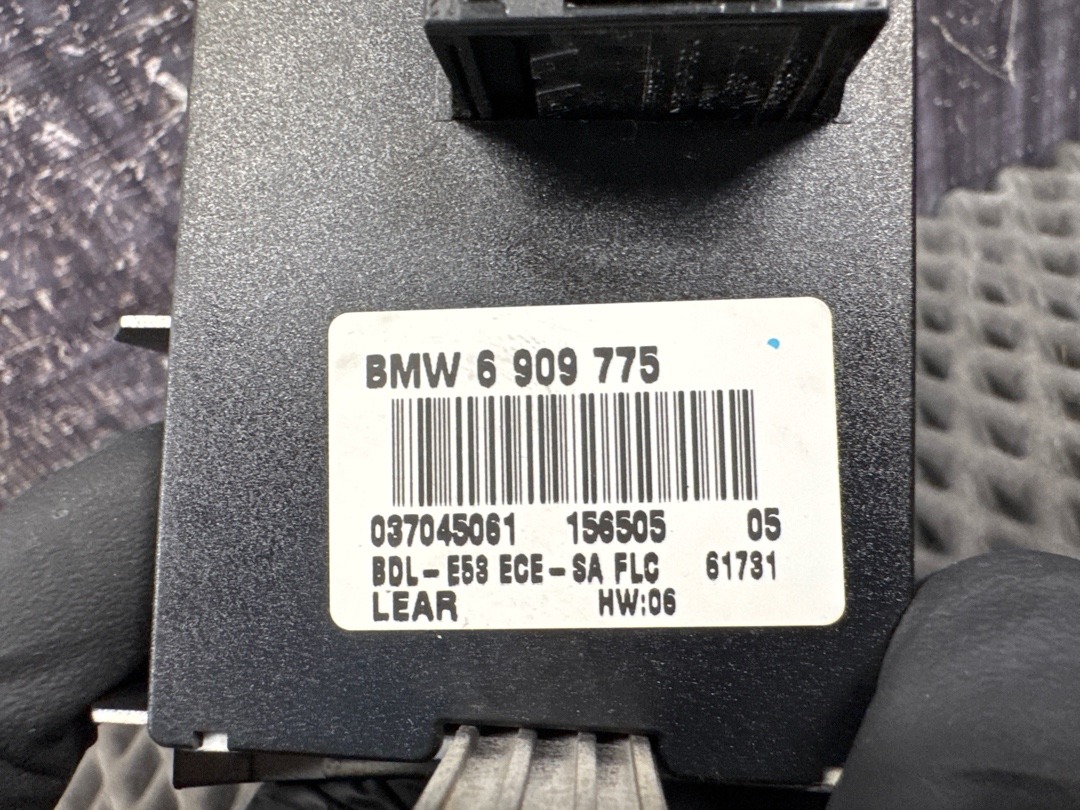 BMW 6 909 775
037045061 156505 05
BDL-E53 ECE-SA FLC 61731
LEAR HW:06